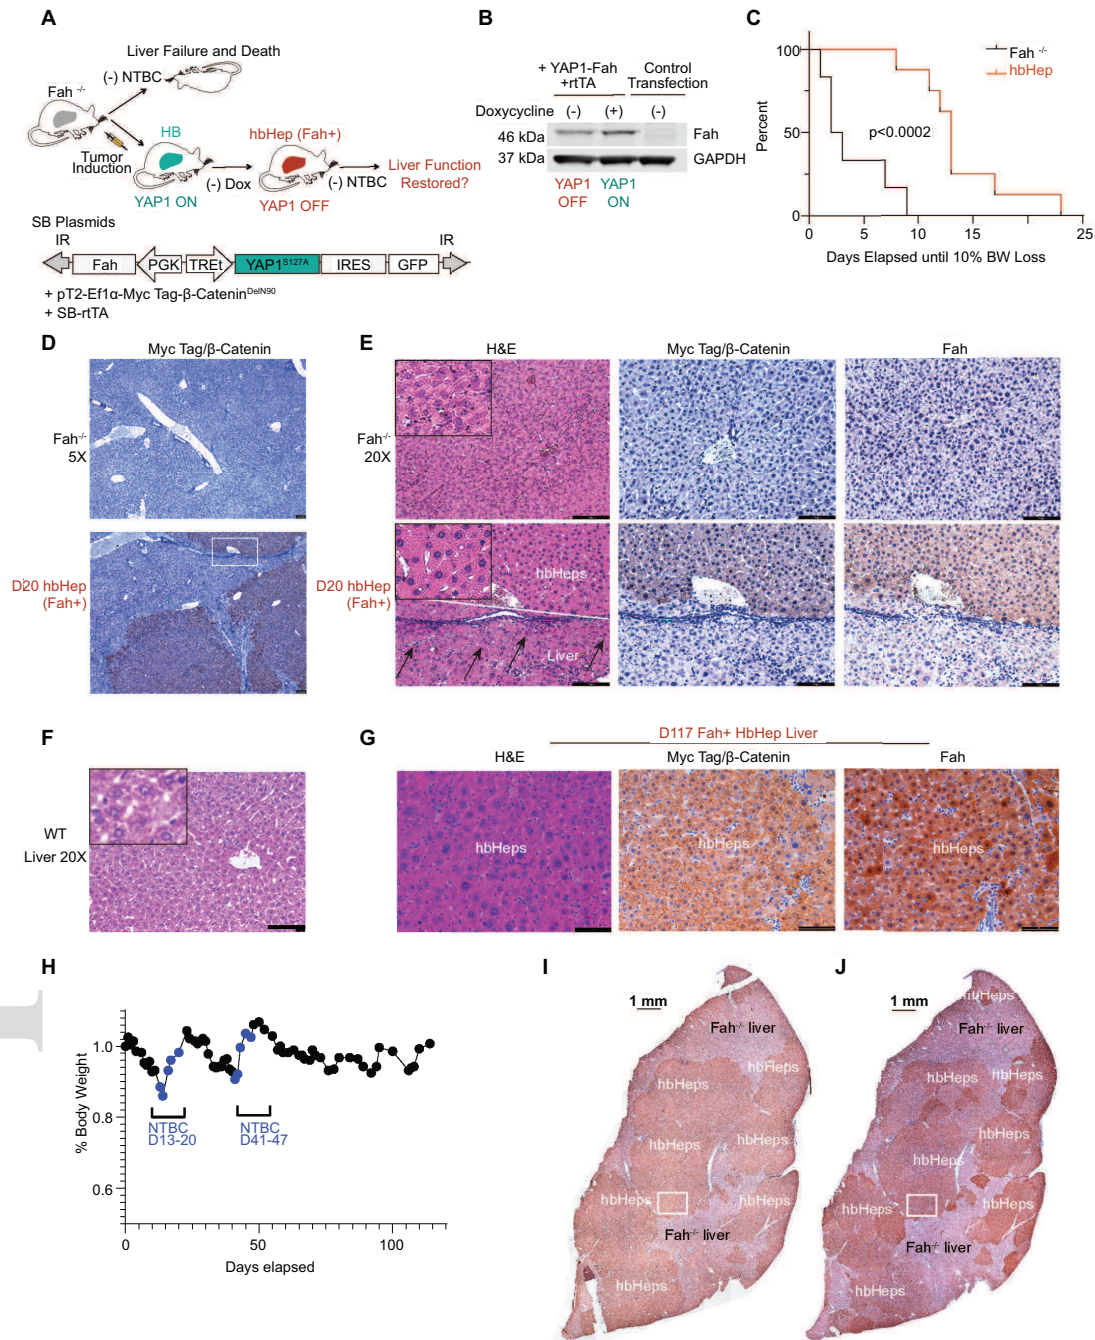 A
Liver Failure and Death
(-) NTBC
Fah -/-
Tumor
Induction
HB
YAP1 ON
(-) Dox
hbHep (Fah+)
YAP1 OFF
(-) NTBC
Liver Function
Restored?
SB Plasmids
IR
IR
Fah
PGK
TREt
YAP1S127A
IRES
GFP
+ pT2-Ef1α-Myc Tag-β-CateninDelN90
+ SB-rtTA
B
+ YAP1-Fah
+rtTA
Control
Transfection
Doxycycline (-) (+) (-)
46 kDa
Fah
37 kDa
GAPDH
YAP1
OFF
YAP1
ON
C
Percent
100
50
0
p<0.0002
Fah -/-
hbHep
0 5 10 15 20 25
Days Elapsed until 10% BW Loss
D
Myc Tag/β-Catenin
Fah-/-
5X
D20 hbHep
(Fah+)
E
H&E
Myc Tag/β-Catenin
Fah
Fah-/-
20X
D20 hbHep
(Fah+)
hbHeps
Liver
F
WT
Liver 20X
G
D117 Fah+ HbHep Liver
H&E
Myc Tag/β-Catenin
Fah
hbHeps
hbHeps
hbHeps
H
% Body Weight
1.0
0.8
0.6
NTBC
D13-20
NTBC
D41-47
0 50 100
Days elapsed
I
1 mm
Fah-/- liver
hbHeps
hbHeps
hbHeps
hbHeps
hbHeps
Fah-/- liver
hbHeps
J
1 mm
hbHeps
Fah-/- liver
hbHeps
hbHeps
hbHeps
hbHeps
hbHeps
hbHeps
Fah-/- liver
hbHeps